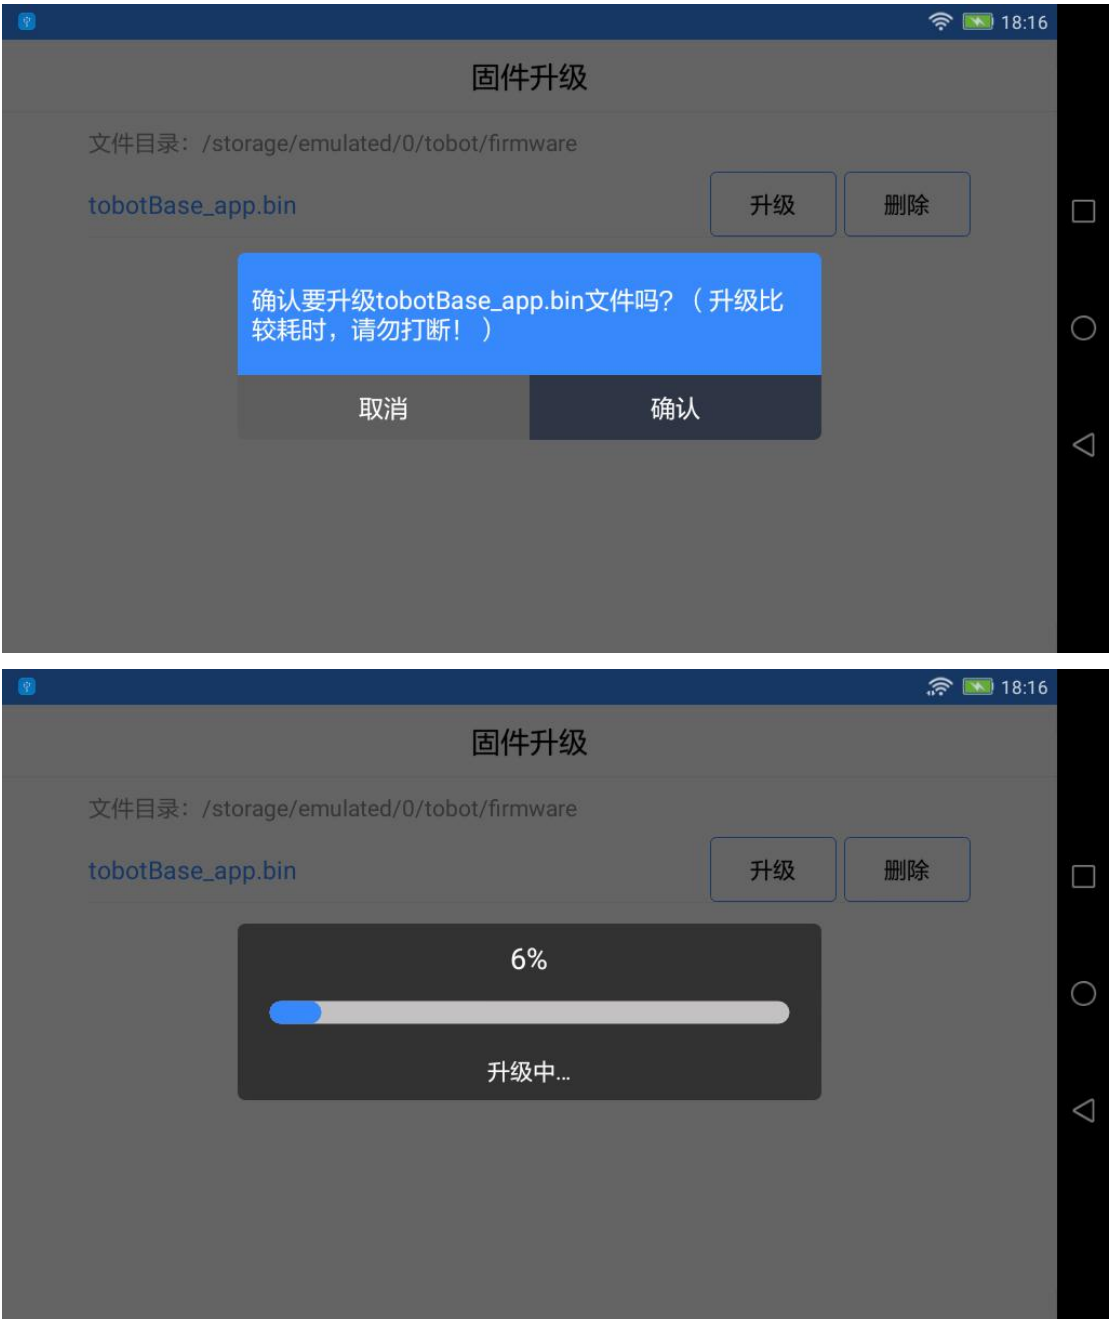 18:16
固件升级
文件目录：/storage/emulated/0/tobot/firmware
tobotBase_app.bin
升级
删除
确认要升级tobotBase_app.bin文件吗？（升级比
较耗时，请勿打断！）
取消
确认
18:16
固件升级
文件目录：/storage/emulated/0/tobot/firmware
tobotBase_app.bin
升级
删除
6%
升级中...